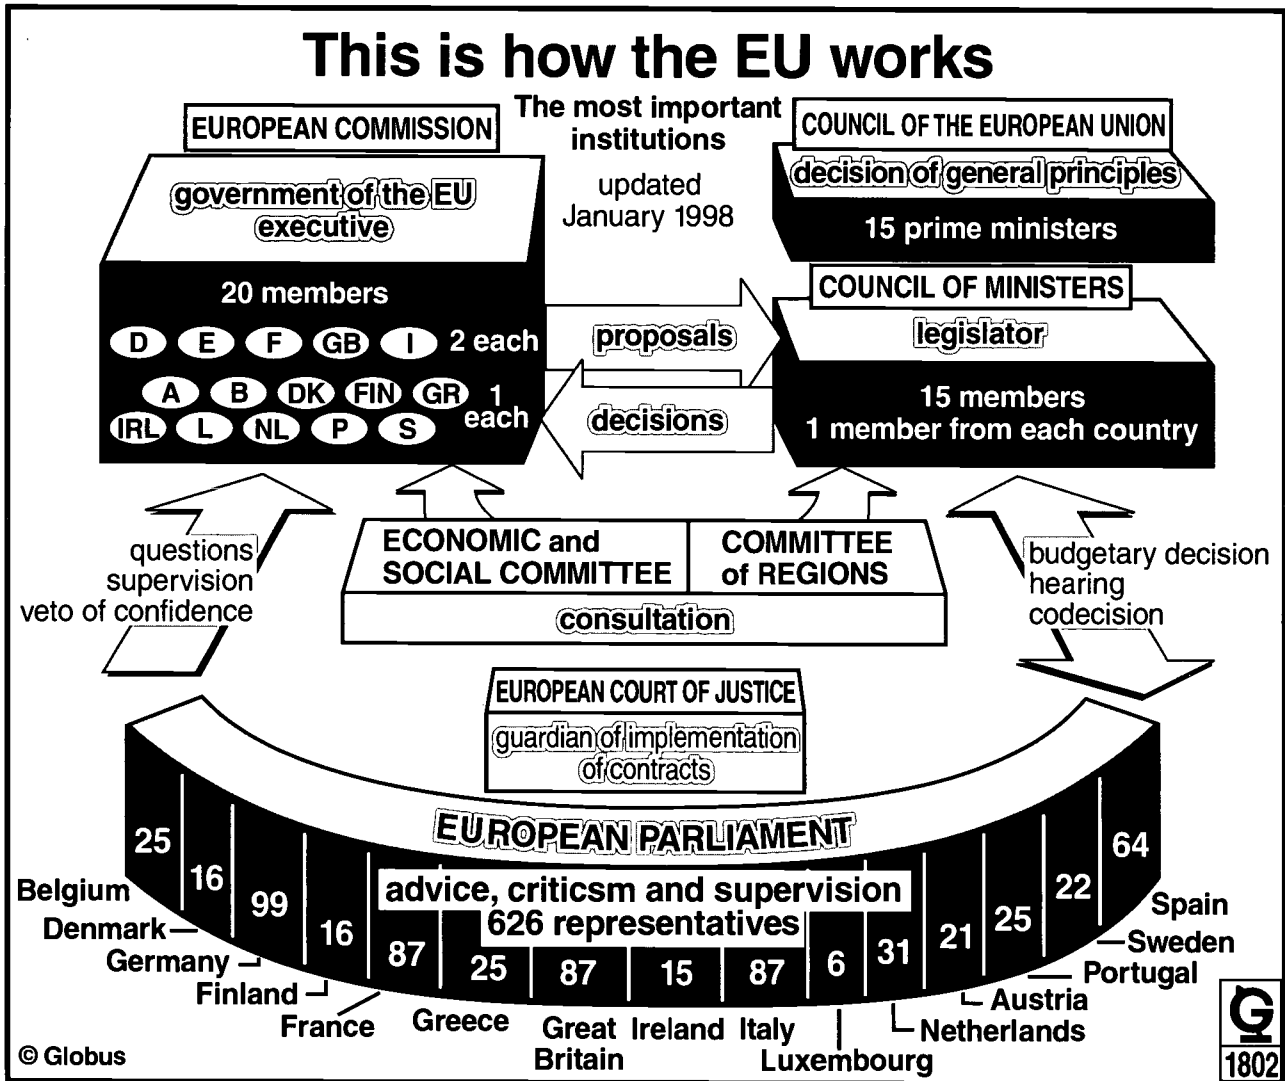 This is how the EU works
The most important
institutions
updated
January 1998
EUROPEAN COMMISSION
government of the EU
executive
20 members
D E F GB I 2 each
A B DK FIN GR 1
each
IRL L NL P S
COUNCIL OF THE EUROPEAN UNION
decision of general principles
15 prime ministers
COUNCIL OF MINISTERS
legislator
15 members
1 member from each country
proposals
decisions
questions
supervision
veto of confidence
ECONOMIC and
SOCIAL COMMITTEE
COMMITTEE
of REGIONS
consultation
budgetary decision
hearing
codecision
EUROPEAN COURT OF JUSTICE
guardian of implementation
of contracts
EUROPEAN PARLIAMENT
advice, criticsm and supervision
626 representatives
25 16 99 16 87 25 87 15 87 6 31 21 25 22 64
Belgium
Denmark
Germany
Finland
France
Greece
Great
Britain
Ireland
Italy
Luxembourg
Netherlands
Austria
Portugal
Sweden
Spain
© Globus
G
1802